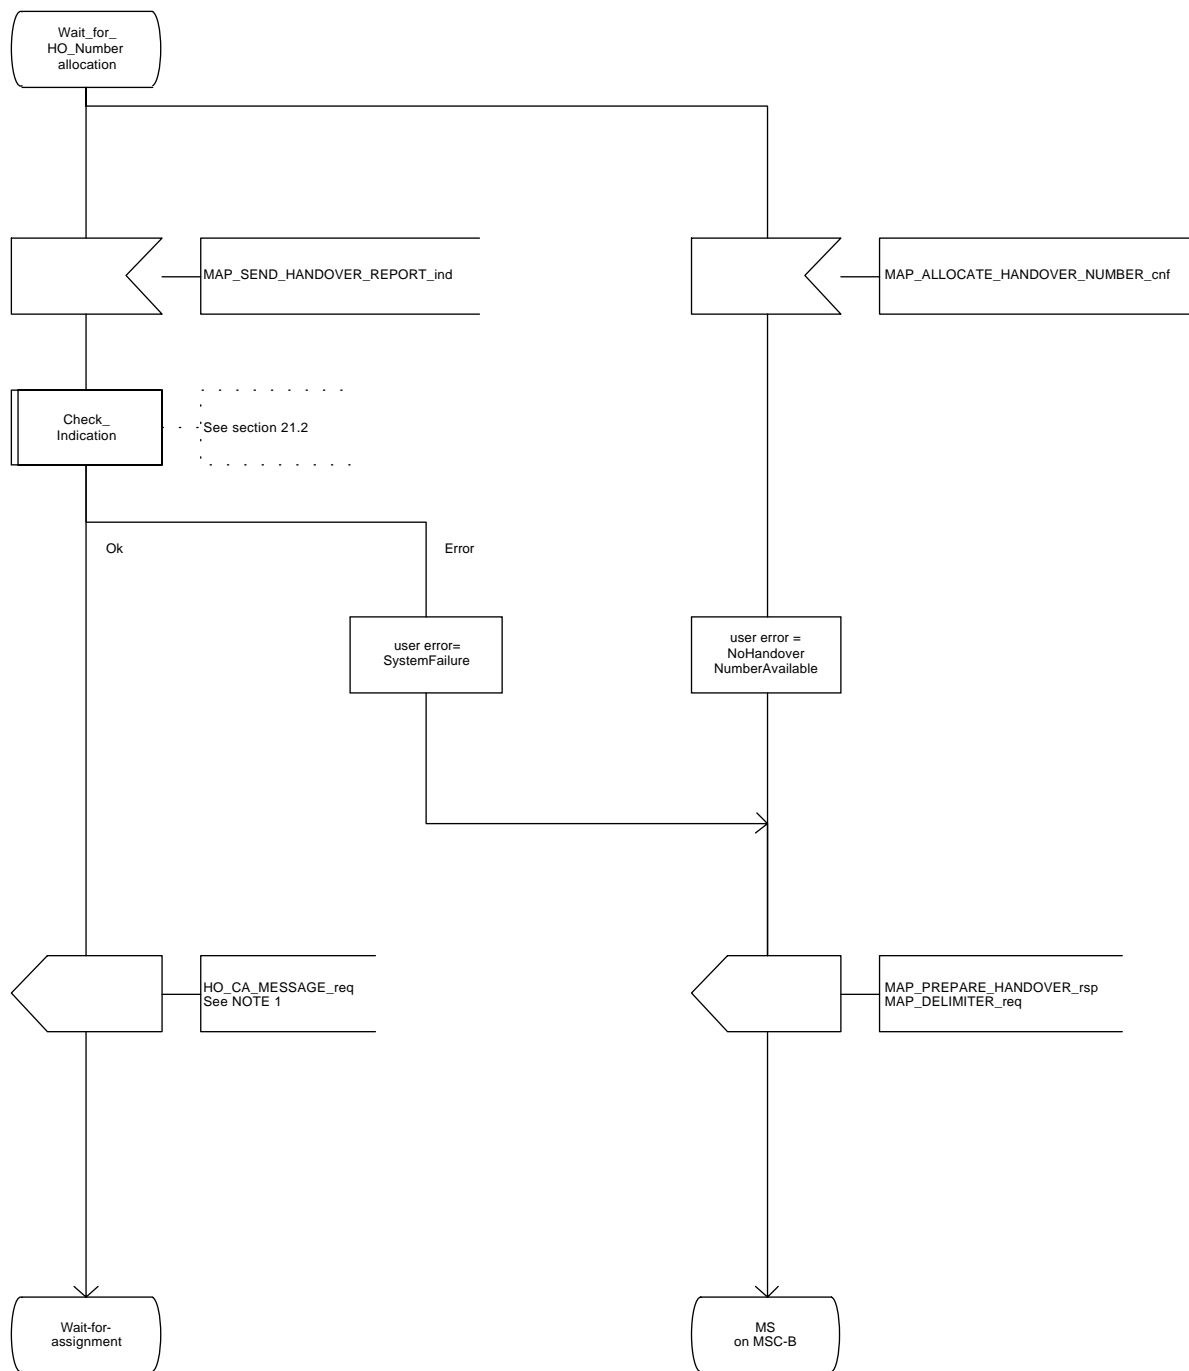 Wait_for_
HO_Number
allocation
MAP_SEND_HANDOVER_REPORT_ind
MAP_ALLOCATE_HANDOVER_NUMBER_cnf
Check_
Indication
See section 21.2
Ok
Error
user error=
SystemFailure
user error =
NoHandover
NumberAvailable
HO_CA_MESSAGE_req
See NOTE 1
MAP_PREPARE_HANDOVER_rsp
MAP_DELIMITER_req
Wait-for-
assignment
MS
on MSC-B